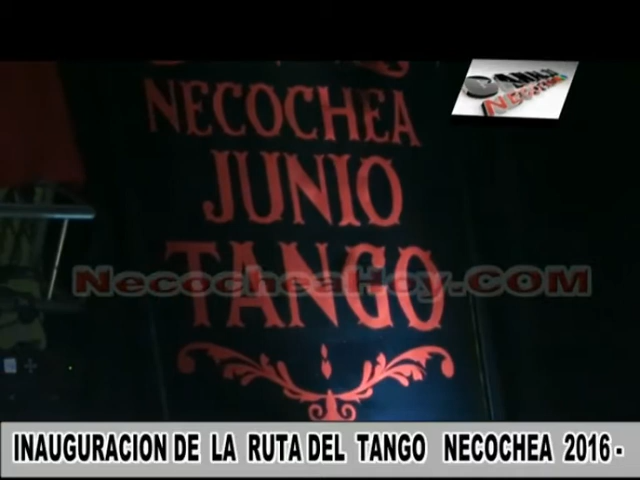 NECOCHEA
JUNIO
TANGO
NecocheaHoy.COM
INAUGURACION DE LA RUTA DEL TANGO NECOCHEA 2016 -